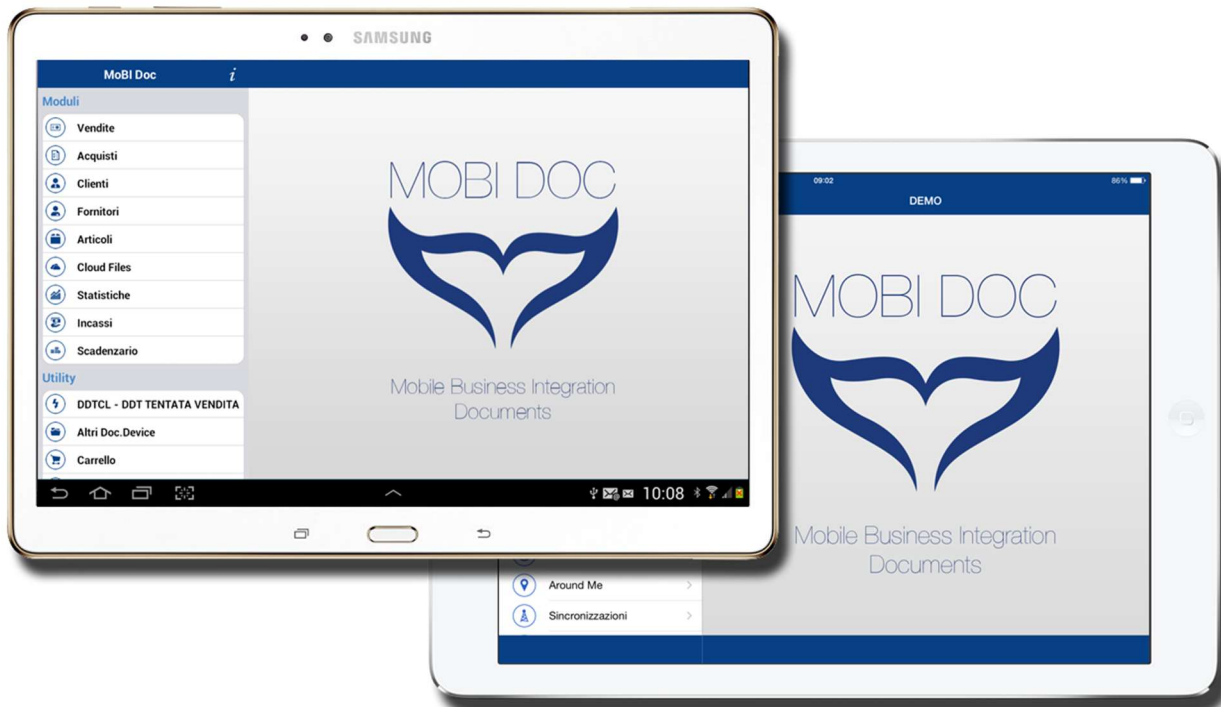 SAMSUNG
MoBI Doc
i
Moduli
Vendite
Acquisti
Clienti
Fornitori
Articoli
Cloud Files
Statistiche
Incassi
Scadenzario
Utility
DDTCL - DDT TENTATA VENDITA
Altri Doc.Device
Carrello
MOBI DOC
Mobile Business Integration
Documents
10:08
09:02
86%
DEMO
MOBI DOC
Mobile Business Integration
Documents
Around Me
Sincronizzazioni